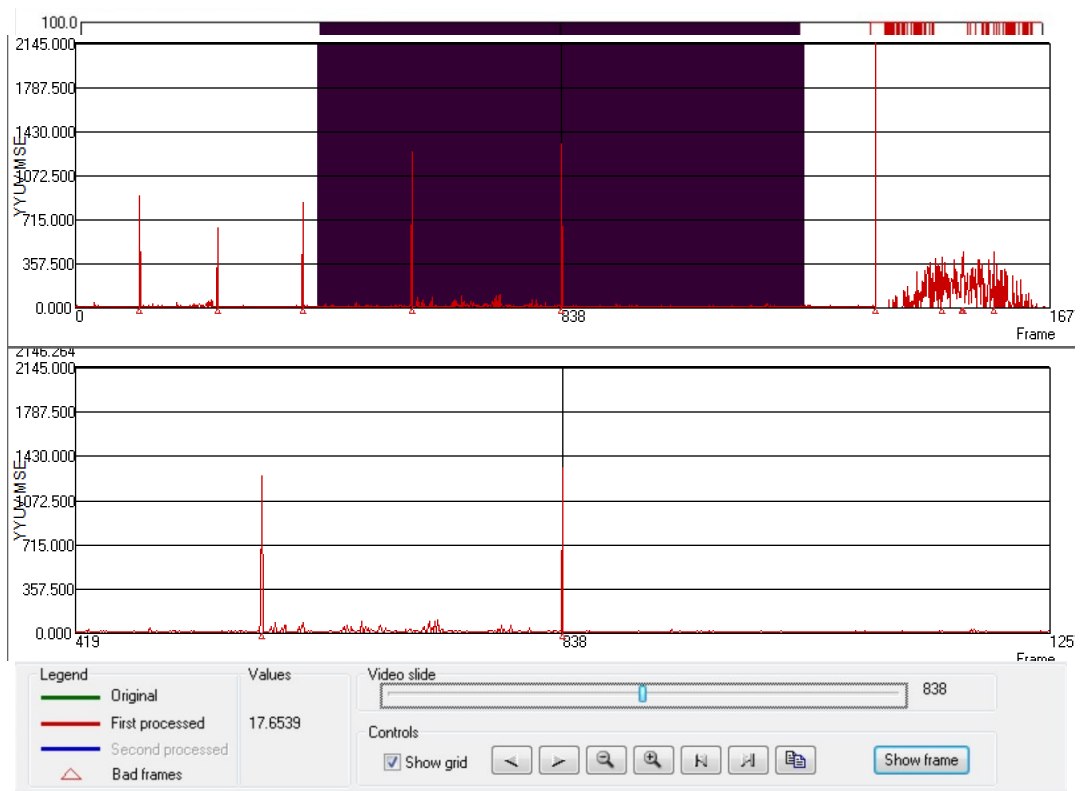 100.0
2145.000
1787.500
1430.000
1072.500
715.000
357.500
0.000
YYUV-MSE
0 838 167
Frame
2146.264
2145.000
1787.500
1430.000
1072.500
715.000
357.500
0.000
419 838 125
Frame
Legend
Original
First processed
Second processed
Bad frames
Values
17.6539
Video slide
838
Controls
Show grid
Show frame